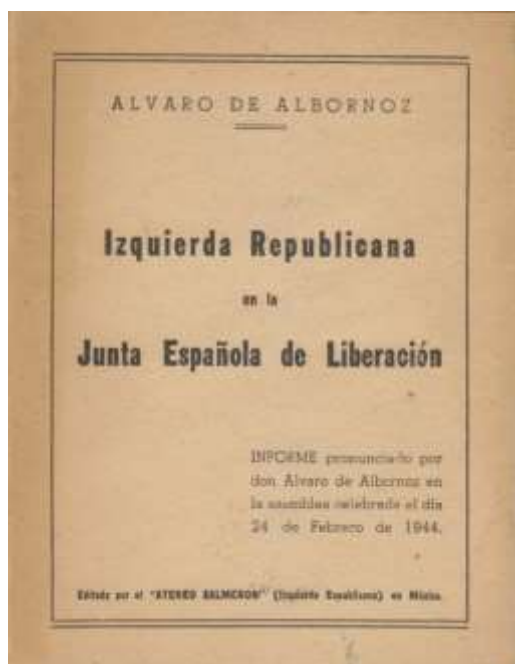 ALVARO DE ALBORNOZ
Izquierda Republicana
en la
Junta Española de Liberación
INFORME pronunciado por
don Alvaro de Albornoz en
la asamblea celebrada el día
24 de Febrero de 1944.
Editado por el "ATENEO SALMERON" (Izquierda Republicana) en México.